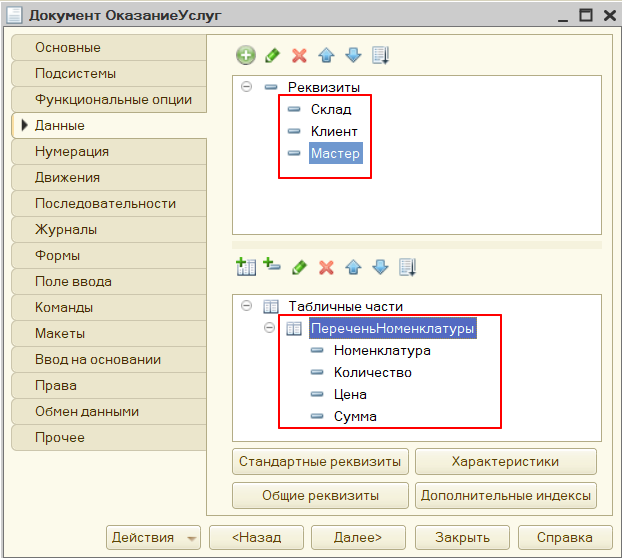 Документ ОказаниеУслуг
Основные
Подсистемы
Функциональные опции
Данные
Нумерация
Движения
Последовательности
Журналы
Формы
Поле ввода
Команды
Макеты
Ввод на основании
Права
Обмен данными
Прочее
Реквизиты
Склад
Клиент
Мастер
Табличные части
ПереченьНоменклатуры
Номенклатура
Количество
Цена
Сумма
Стандартные реквизиты
Характеристики
Общие реквизиты
Дополнительные индексы
Действия
<Назад
Далее>
Закрыть
Справка